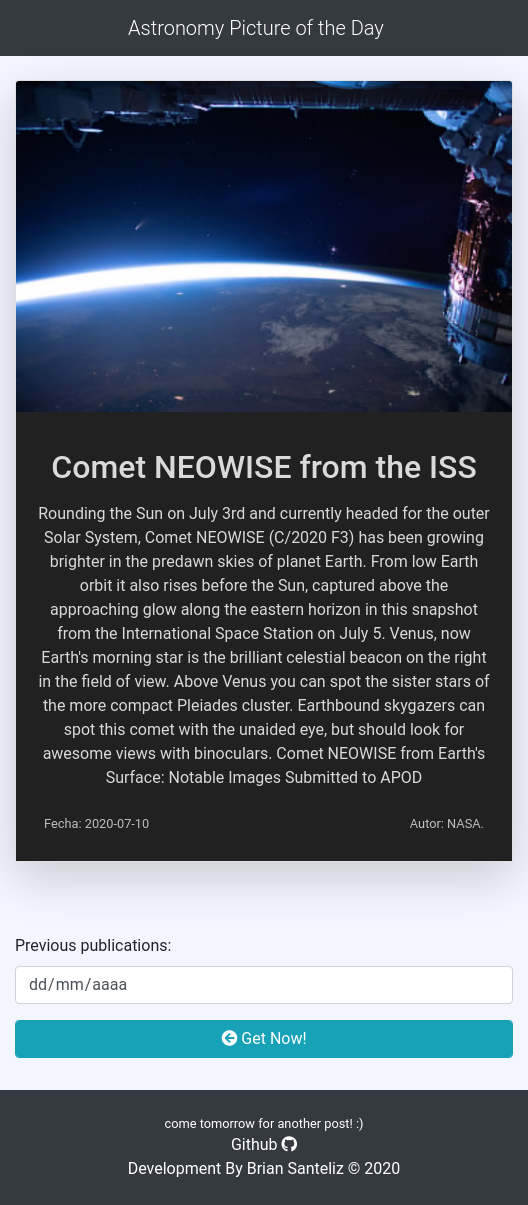 Astronomy Picture of the Day
Comet NEOWISE from the ISS
Rounding the Sun on July 3rd and currently headed for the outer
Solar System, Comet NEOWISE (C/2020 F3) has been growing
brighter in the predawn skies of planet Earth. From low Earth
orbit it also rises before the Sun, captured above the
approaching glow along the eastern horizon in this snapshot
from the International Space Station on July 5. Venus, now
Earth's morning star is the brilliant celestial beacon on the right
in the field of view. Above Venus you can spot the sister stars of
the more compact Pleiades cluster. Earthbound skygazers can
spot this comet with the unaided eye, but should look for
awesome views with binoculars. Comet NEOWISE from Earth's
Surface: Notable Images Submitted to APOD
Fecha: 2020-07-10 Autor: NASA.
Previous publications:
dd/mm/aaaa
Get Now!
come tomorrow for another post! :)
Github
Development By Brian Santeliz © 2020